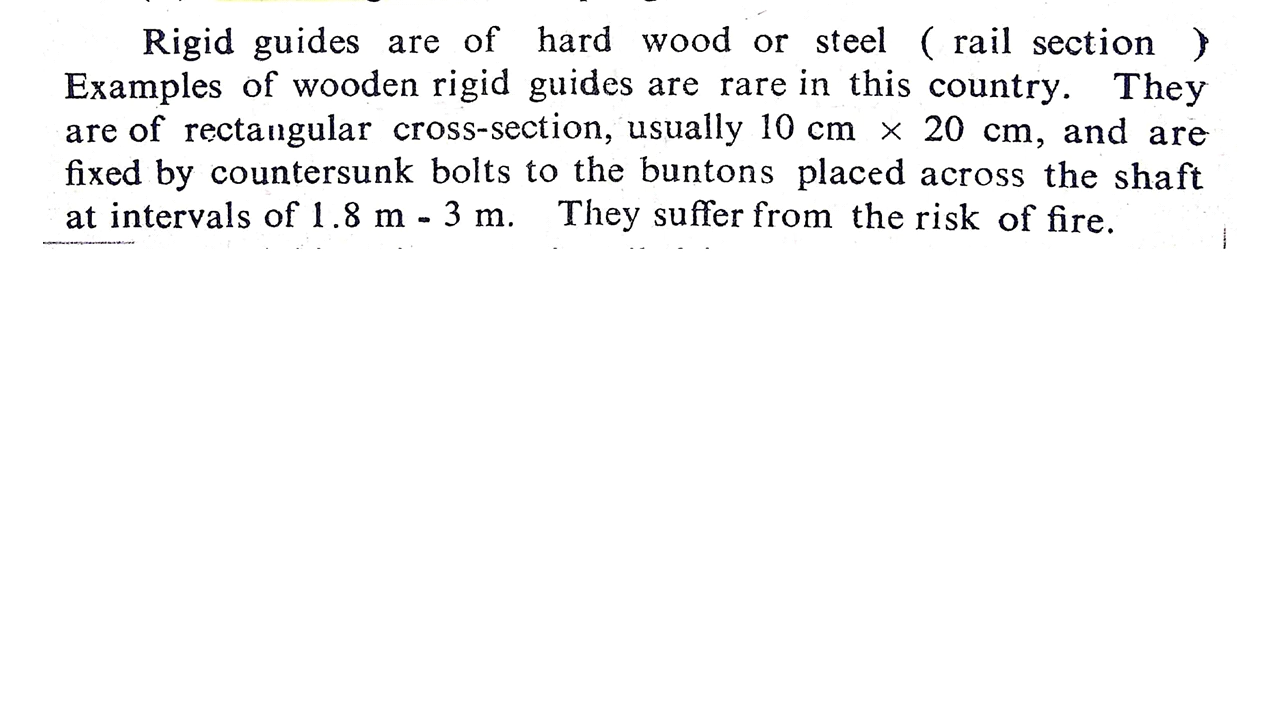 Rigid guides are of hard wood or steel ( rail section )
Examples of wooden rigid guides are rare in this country. They
are of rectangular cross-section, usually 10 cm × 20 cm, and are
fixed by countersunk bolts to the buntons placed across the shaft
at intervals of 1.8 m - 3 m. They suffer from the risk of fire.